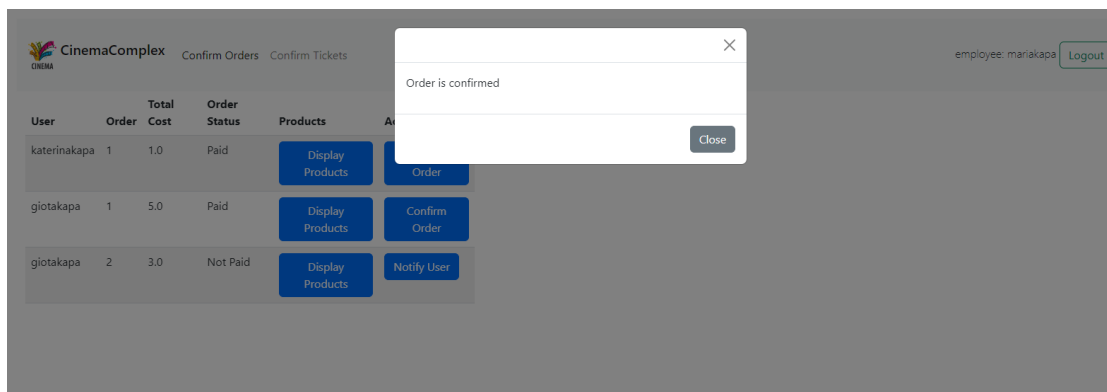 CinemaComplex Confirm Orders Confirm Tickets employee: mariakapa Logout
CINEMA
Order is confirmed
Close
User Order Total Cost Order Status Products
katerinakapa 1 1.0 Paid Display Products Order
giotakapa 1 5.0 Paid Display Products Confirm Order
giotakapa 2 3.0 Not Paid Display Products Notify User